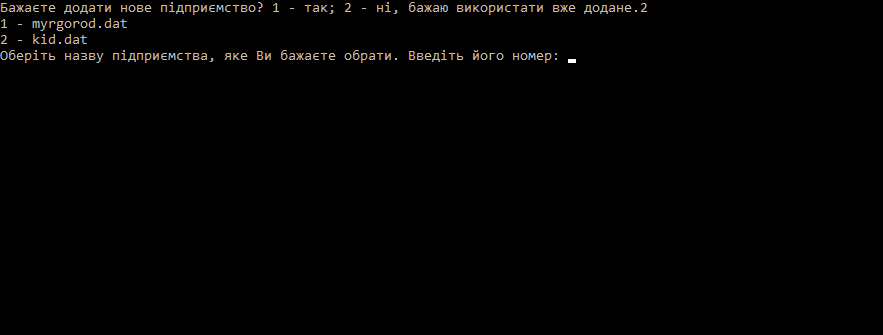 Бажаєте додати нове підприємство? 1 - так; 2 - ні, бажаю використати вже додане.2
1 - myrgorod.dat
2 - kid.dat
Оберіть назву підприємства, яке Ви бажаєте обрати. Введіть його номер: